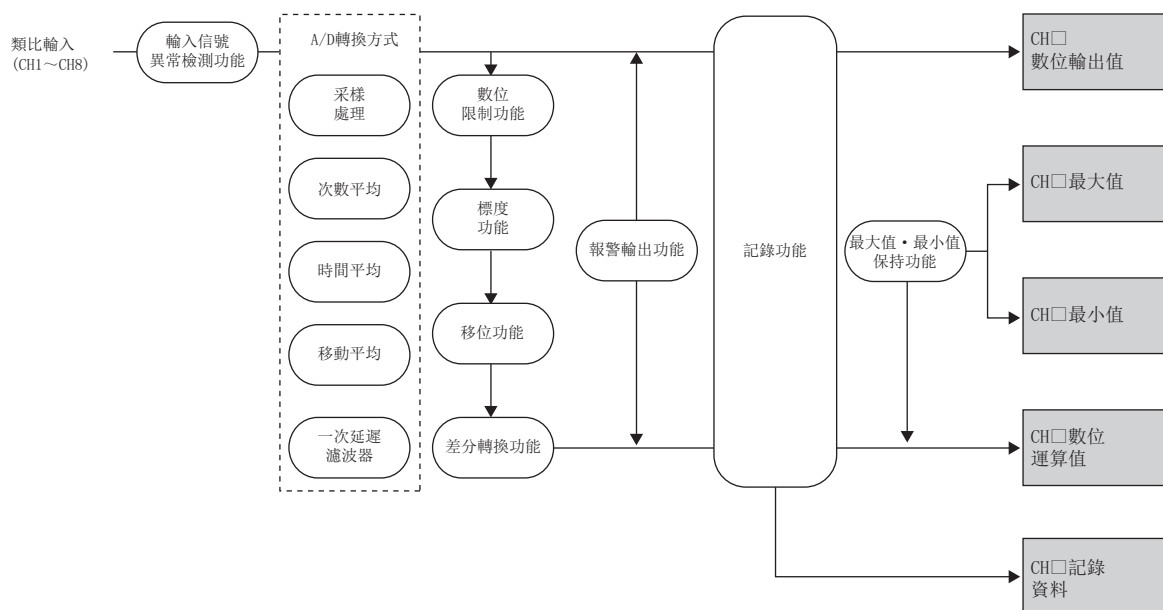 類比輸入
(CH1～CH8)
輸入信號
異常檢測功能
A/D轉換方式
采樣
處理
次數平均
時間平均
移動平均
一次延遲
濾波器
數位
限制功能
標度
功能
移位功能
差分轉換功能
報警輸出功能
記錄功能
最大值・最小值
保持功能
CH□
數位輸出值
CH□最大值
CH□最小值
CH□數位
運算值
CH□記錄
資料